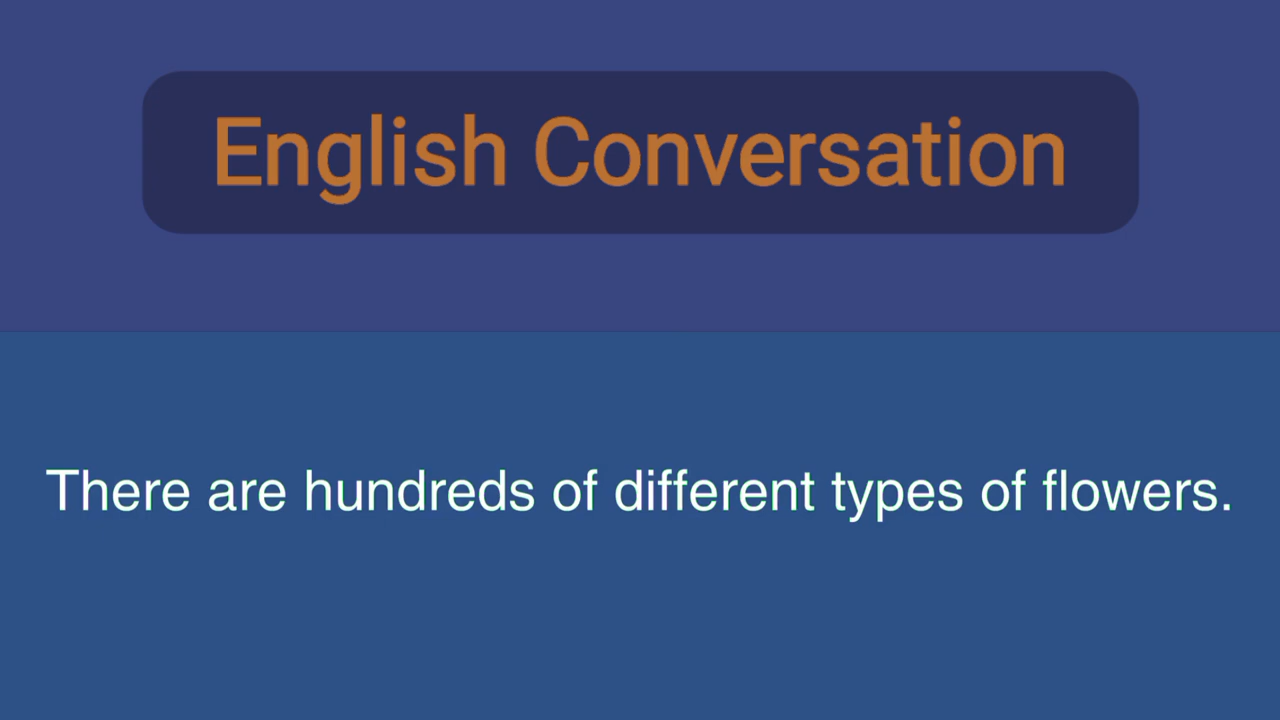 English Conversation
There are hundreds of different types of flowers.